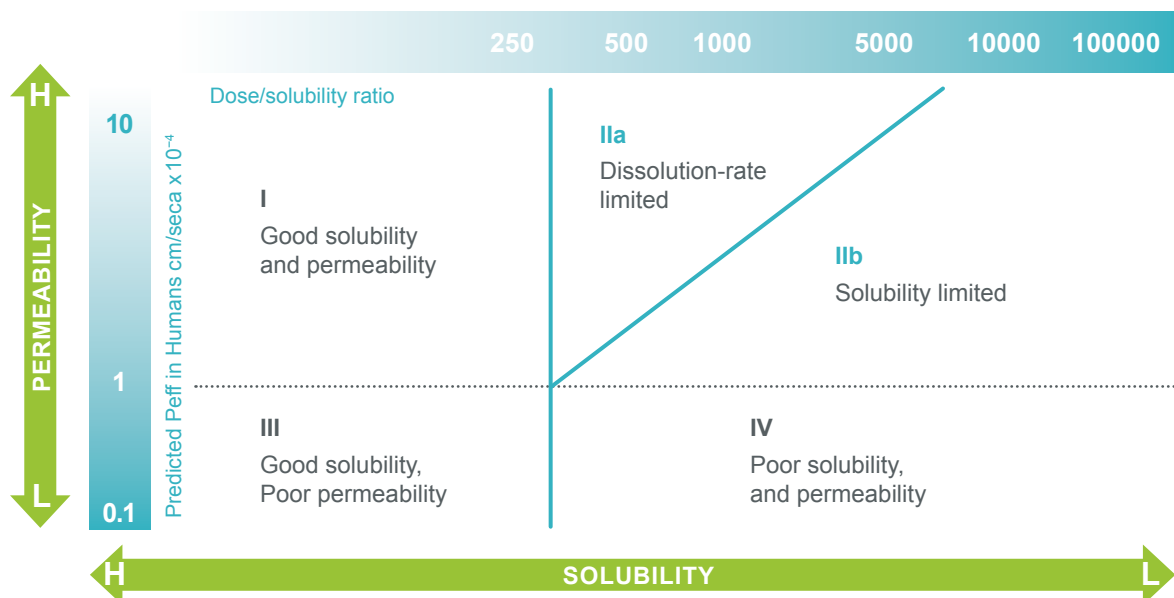 250 500 1000 5000 10000 100000
H
PERMEABILITY
L
10
1
0.1
Predicted Peff in Humans cm/seca x10⁻⁴
Dose/solubility ratio
I
Good solubility
and permeability
IIa
Dissolution-rate
limited
IIb
Solubility limited
III
Good solubility,
Poor permeability
IV
Poor solubility,
and permeability
H SOLUBILITY L